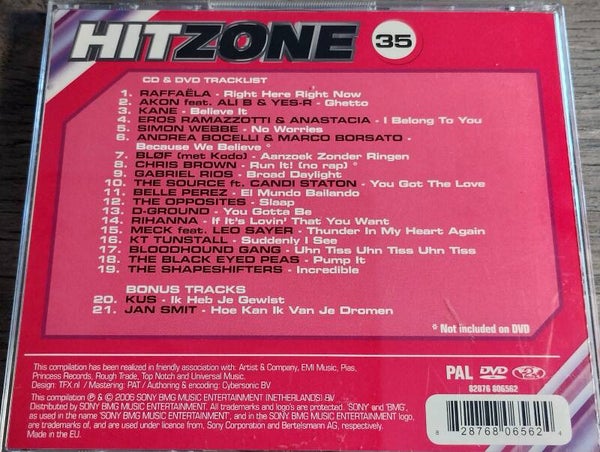 HITZONE 35
CD & DVD TRACKLIST
1. RAFFAËLA - Right Here Right Now
2. AKON feat. ALI B & YES-R - Ghetto
3. KANE - Believe It
4. EROS RAMAZZOTTI & ANASTACIA - I Belong To You
5. SIMON WEBBE - No Worries
6. ANDREA BOCELLI & MARCO BORSATO -
Because We Believe *
7. BLØF (met Kodo) - Aanzoek Zonder Ringen
8. CHRIS BROWN - Run It! (no rap) *
9. GABRIEL RIOS - Broad Daylight
10. THE SOURCE ft. CANDI STATON - You Got The Love
11. BELLE PEREZ - El Mundo Bailando
12. THE OPPOSITES - Slaap
13. D-GROUND - You Gotta Be
14. RIHANNA - If It's Lovin' That You Want
15. MECK feat. LEO SAYER - Thunder In My Heart Again
16. KT TUNSTALL - Suddenly I See
17. BLOODHOUND GANG - Uhn Tiss Uhn Tiss Uhn Tiss
18. THE BLACK EYED PEAS - Pump It
19. THE SHAPESHIFTERS - Incredible
BONUS TRACKS
20. KUS - Ik Heb Je Gewist
21. JAN SMIT - Hoe Kan Ik Van Je Dromen
* Not included on DVD
This compilation has been realized in friendly association with: Artist & Company, EMI Music, Pias,
Princess Records, Rough Trade, Top Notch and Universal Music.
Design: TFX.nl / Mastering: PAT / Authoring & encoding: Cybersonic BV
This compilation ℗ & © 2006 SONY BMG MUSIC ENTERTAINMENT (NETHERLANDS) BV
Distributed by SONY BMG MUSIC ENTERTAINMENT. All trademarks and logo's are protected. 'SONY' and 'BMG',
as used in the name 'SONY BMG MUSIC ENTERTAINMENT', and in the SONY BMG MUSIC ENTERTAINMENT logo,
are trademarks of, and are used under licence from, Sony Corporation and Bertelsmann AG, respectively.
Made in the EU.
PAL DVD 2
82876 806562
8 28768 06562 4